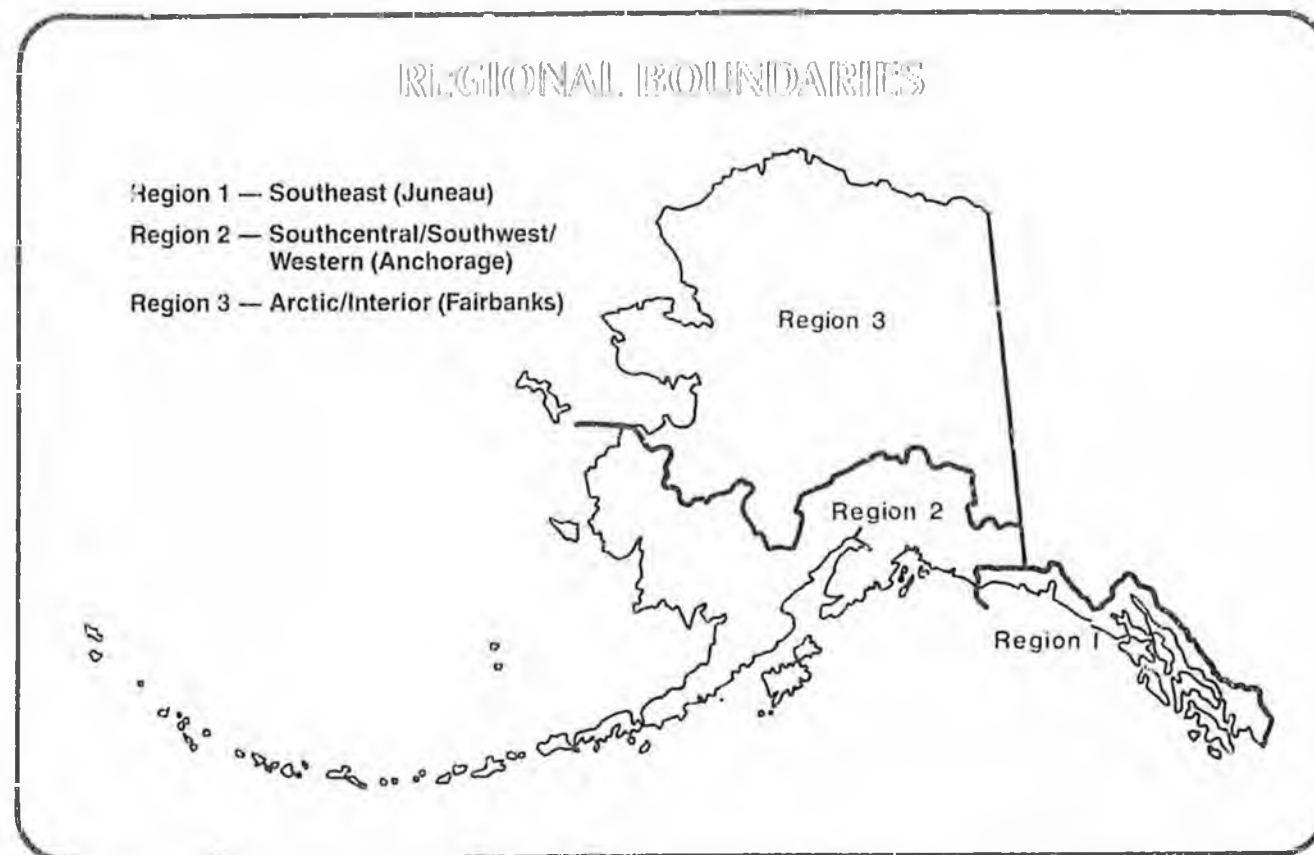 REGIONAL BOUNDARIES
Region 1 — Southeast (Juneau)
Region 2 — Southcentral/Southwest/
Western (Anchorage)
Region 3 — Arctic/Interior (Fairbanks)
Region 3
Region 2
Region 1